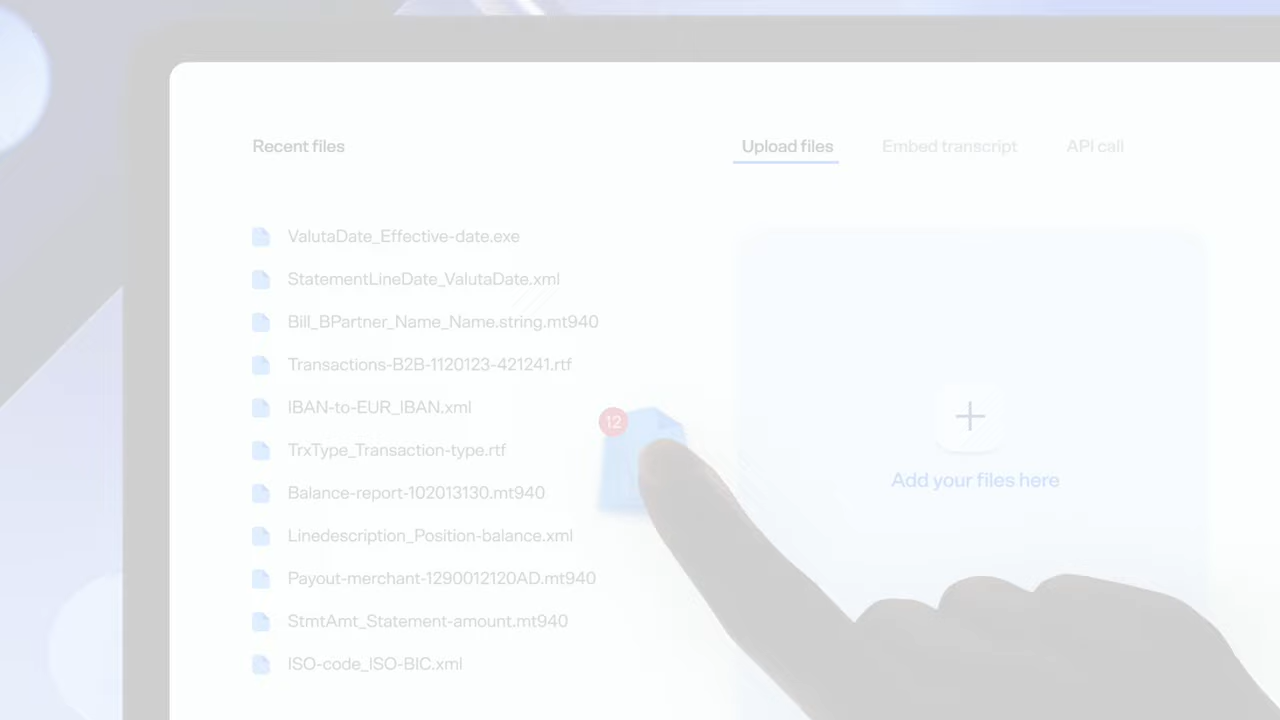 Recent files
Upload files
Embed transcript
API call
ValutaDate_Effective-date.exe
StatementLineDate_ValutaDate.xml
Bill_BPartner_Name_Name.string.mt940
Transactions-B2B-1120123-421241.rtf
IBAN-to-EUR_IBAN.xml
12
TrxType_Transaction-type.rtf
Add your files here
Balance-report-102013130.mt940
Linedescription_Position-balance.xml
Payout-merchant-1290012120AD.mt940
StmtAmt_Statement-amount.mt940
ISO-code_ISO-BIC.xml